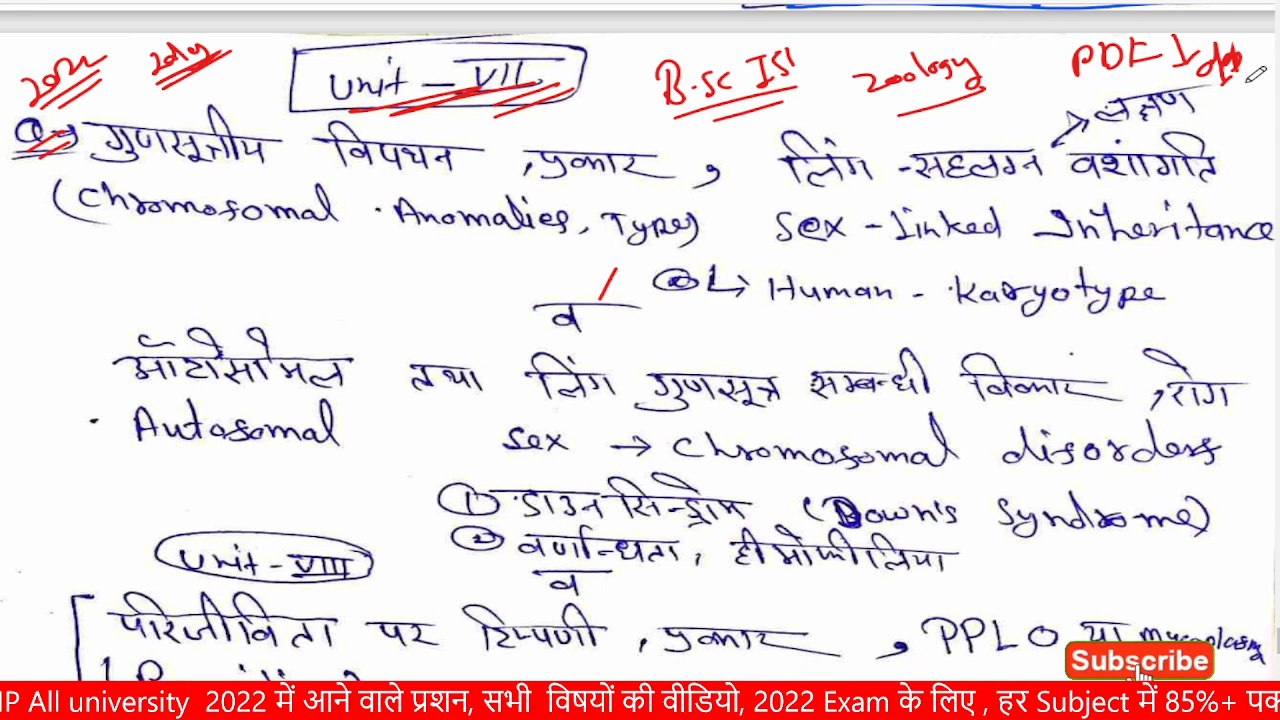 2022 Unit - VII B.Sc Ist Zoology PDF
→ लक्षण
Q → गुणसूत्रीय विपथन, प्रकार, लिंग-सहलग्न वंशागति
(Chromosomal Anomalies, Types) Sex-linked Inheritance
② ↳ Human - Karyotype
व
ऑटोसोमल तथा लिंग गुणसूत्र सम्बन्धी विकार, रोग
Autosomal sex → Chromosomal disorders
① डाउन सिन्ड्रोम (Down's Syndrome)
② वर्णान्धता, हीमोफीलिया
Unit - VIII
व
परजीविता पर टिप्पणी, प्रकार, PPLO या Mycoplasma
Subscribe
All university 2022 में आने वाले प्रशन, सभी विषयों की वीडियो, 2022 Exam के लिए , हर Subject में 85%+